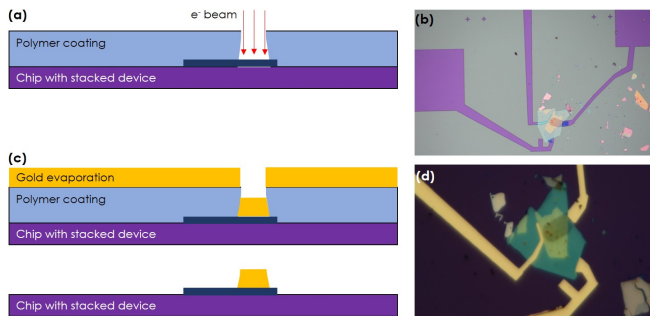 (a)
e⁻ beam
Polymer coating
Chip with stacked device
(b)
(c)
Gold evaporation
Polymer coating
Chip with stacked device
Chip with stacked device
(d)